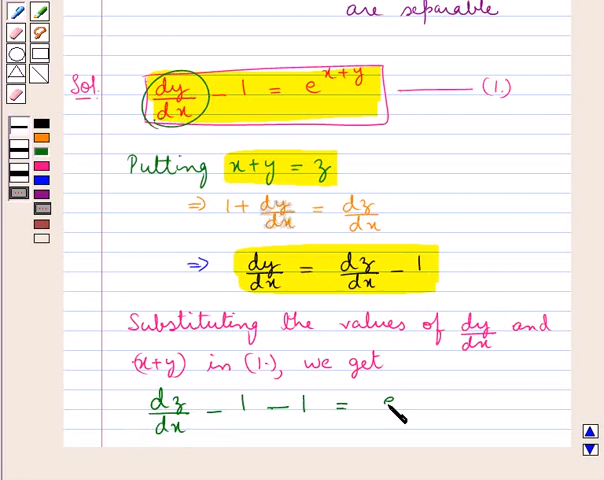 are separable
Sol. dy/dx - 1 = e^(x+y) ——— (1.)
Putting x+y = z
⇒ 1 + dy/dx = dz/dx
⇒ dy/dx = dz/dx - 1
Substituting the values of dy/dx and
(x+y) in (1.), we get
dz/dx - 1 - 1 = e